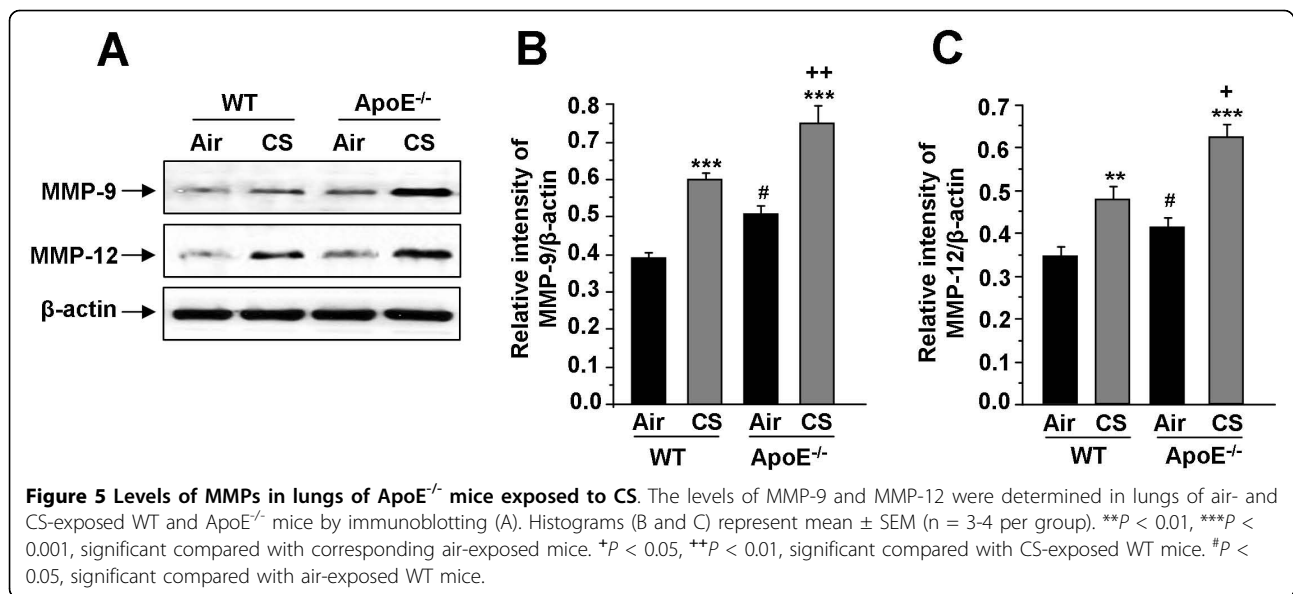 A
WT ApoE-/-
Air CS Air CS
MMP-9
MMP-12
β-actin
B
Relative intensity of
MMP-9/β-actin
0.8
0.7
0.6
0.5
0.4
0.3
0.2
0.1
0.0
***
#
++
***
Air CS Air CS
WT ApoE-/-
C
Relative intensity of
MMP-12/β-actin
0.7
0.6
0.5
0.4
0.3
0.2
0.1
0.0
**
#
+
***
Air CS Air CS
WT ApoE-/-
Figure 5 Levels of MMPs in lungs of ApoE-/- mice exposed to CS. The levels of MMP-9 and MMP-12 were determined in lungs of air- and
CS-exposed WT and ApoE-/- mice by immunoblotting (A). Histograms (B and C) represent mean ± SEM (n = 3-4 per group). **P < 0.01, ***P <
0.001, significant compared with corresponding air-exposed mice. +P < 0.05, ++P < 0.01, significant compared with CS-exposed WT mice. #P <
0.05, significant compared with air-exposed WT mice.